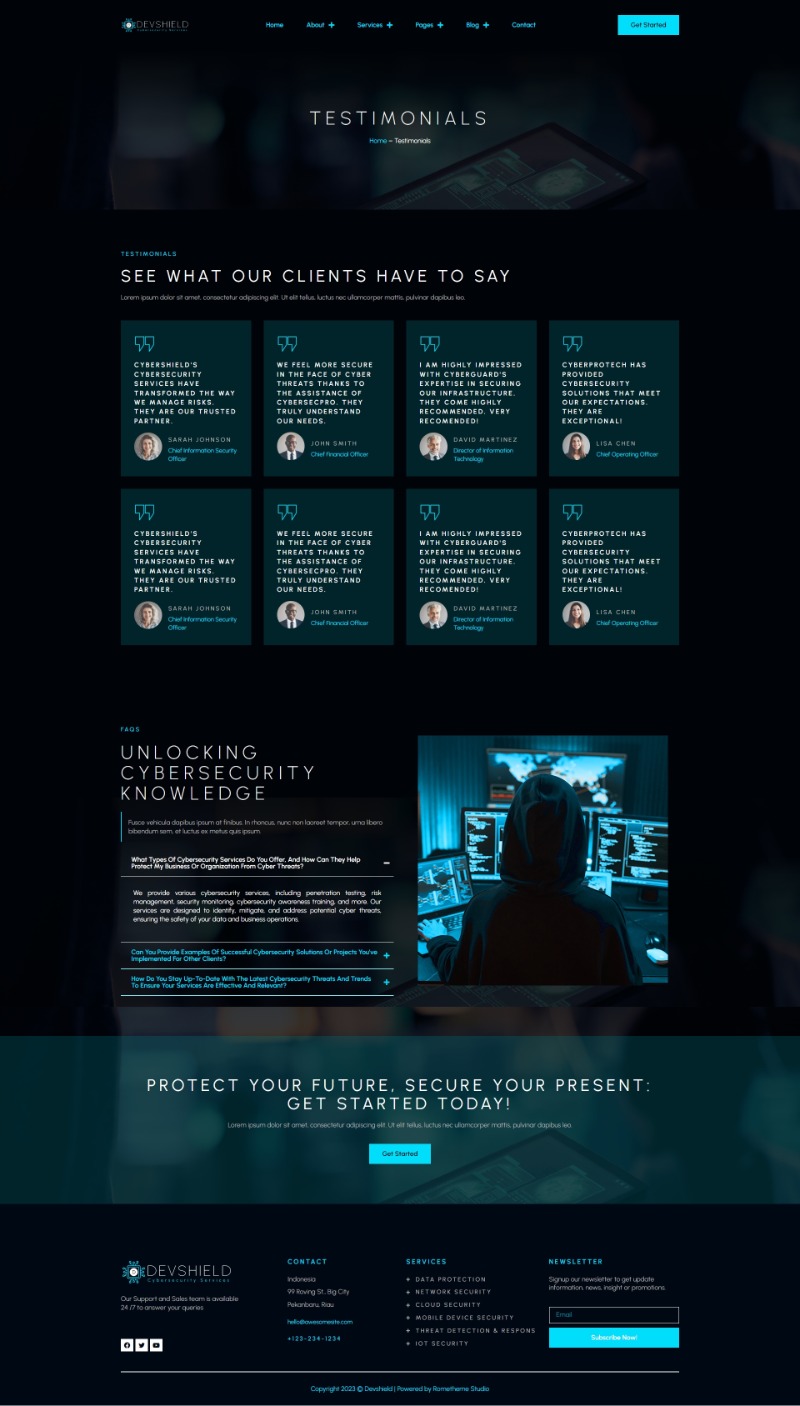 DEVSHIELD
Cybersecurity Services
Home About Services Pages Blog Contact
Get Started
TESTIMONIALS
Home – Testimonials
TESTIMONIALS
SEE WHAT OUR CLIENTS HAVE TO SAY
Lorem ipsum dolor sit amet, consectetur adipiscing elit. Ut elit tellus, luctus nec ullamcorper mattis, pulvinar dapibus leo.
CYBERSHIELD'S
CYBERSECURITY
SERVICES HAVE
TRANSFORMED THE WAY
WE MANAGE RISKS.
THEY ARE OUR TRUSTED
PARTNER.
SARAH JOHNSON
Chief Information Security
Officer
WE FEEL MORE SECURE
IN THE FACE OF CYBER
THREATS THANKS TO
THE ASSISTANCE OF
CYBERSECPRO. THEY
TRULY UNDERSTAND
OUR NEEDS.
JOHN SMITH
Chief Financial Officer
I AM HIGHLY IMPRESSED
WITH CYBERGUARD'S
EXPERTISE IN SECURING
OUR INFRASTRUCTURE.
THEY COME HIGHLY
RECOMMENDED. VERY
RECOMENDED!
DAVID MARTINEZ
Director of Information
Technology
CYBERPROTECH HAS
PROVIDED
CYBERSECURITY
SOLUTIONS THAT MEET
OUR EXPECTATIONS.
THEY ARE
EXCEPTIONAL!
LISA CHEN
Chief Operating Officer
CYBERSHIELD'S
CYBERSECURITY
SERVICES HAVE
TRANSFORMED THE WAY
WE MANAGE RISKS.
THEY ARE OUR TRUSTED
PARTNER.
SARAH JOHNSON
Chief Information Security
Officer
WE FEEL MORE SECURE
IN THE FACE OF CYBER
THREATS THANKS TO
THE ASSISTANCE OF
CYBERSECPRO. THEY
TRULY UNDERSTAND
OUR NEEDS.
JOHN SMITH
Chief Financial Officer
I AM HIGHLY IMPRESSED
WITH CYBERGUARD'S
EXPERTISE IN SECURING
OUR INFRASTRUCTURE.
THEY COME HIGHLY
RECOMMENDED. VERY
RECOMENDED!
DAVID MARTINEZ
Director of Information
Technology
CYBERPROTECH HAS
PROVIDED
CYBERSECURITY
SOLUTIONS THAT MEET
OUR EXPECTATIONS.
THEY ARE
EXCEPTIONAL!
LISA CHEN
Chief Operating Officer
FAQS
UNLOCKING
CYBERSECURITY
KNOWLEDGE
Fusce vehicula dapibus ipsum at finibus. In rhoncus, nunc non laoreet tempor, urna libero
bibendum sem, et luctus ex metus quis ipsum.
What Types Of Cybersecurity Services Do You Offer, And How Can They Help
Protect My Business Or Organization From Cyber Threats?
We provide various cybersecurity services, including penetration testing, risk
management, security monitoring, cybersecurity awareness training, and more. Our
services are designed to identify, mitigate, and address potential cyber threats,
ensuring the safety of your data and business operations.
Can You Provide Examples Of Successful Cybersecurity Solutions Or Projects You've
Implemented For Other Clients?
How Do You Stay Up-To-Date With The Latest Cybersecurity Threats And Trends
To Ensure Your Services Are Effective And Relevant?
PROTECT YOUR FUTURE, SECURE YOUR PRESENT:
GET STARTED TODAY!
Lorem ipsum dolor sit amet, consectetur adipiscing elit. Ut elit tellus, luctus nec ullamcorper mattis, pulvinar dapibus leo.
Get Started
DEVSHIELD
Cybersecurity Services
Our Support and Sales team is available
24 /7 to answer your queries
CONTACT
Indonesia
99 Roving St., Big City
Pekanbaru, Riau
hello@awesomesite.com
+123-234-1234
SERVICES
DATA PROTECTION
NETWORK SECURITY
CLOUD SECURITY
MOBILE DEVICE SECURITY
THREAT DETECTION & RESPONS
IOT SECURITY
NEWSLETTER
Signup our newsletter to get update
information, news, insight or promotions.
Email
Subscribe Now!
Copyright 2023 © Devshield | Powered by Rometheme Studio